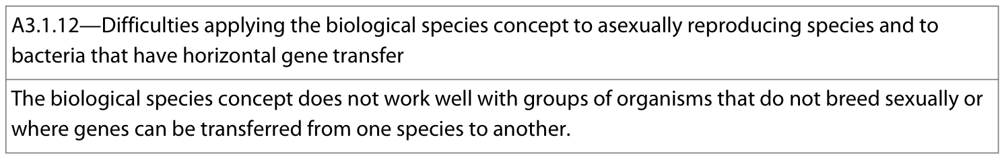 A3.1.12—Difficulties applying the biological species concept to asexually reproducing species and to
bacteria that have horizontal gene transfer
The biological species concept does not work well with groups of organisms that do not breed sexually or
where genes can be transferred from one species to another.